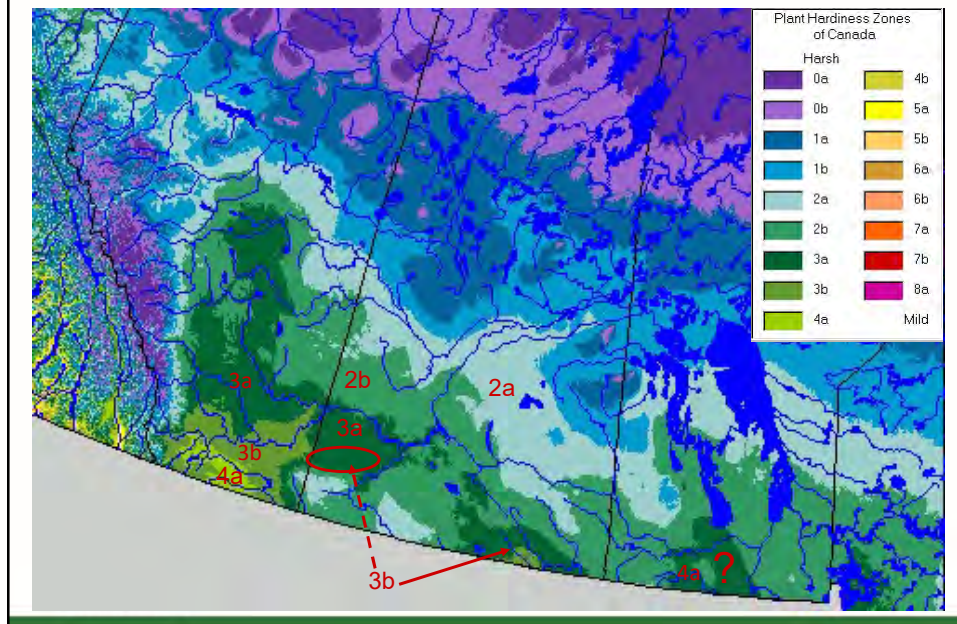 Plant Hardiness Zones
of Canada
Harsh
0a
0b
1a
1b
2a
2b
3a
3b
4a
4b
5a
5b
6a
6b
7a
7b
8a
Mild
3a
2b
2a
3a
3b
4a
3b
4a ?